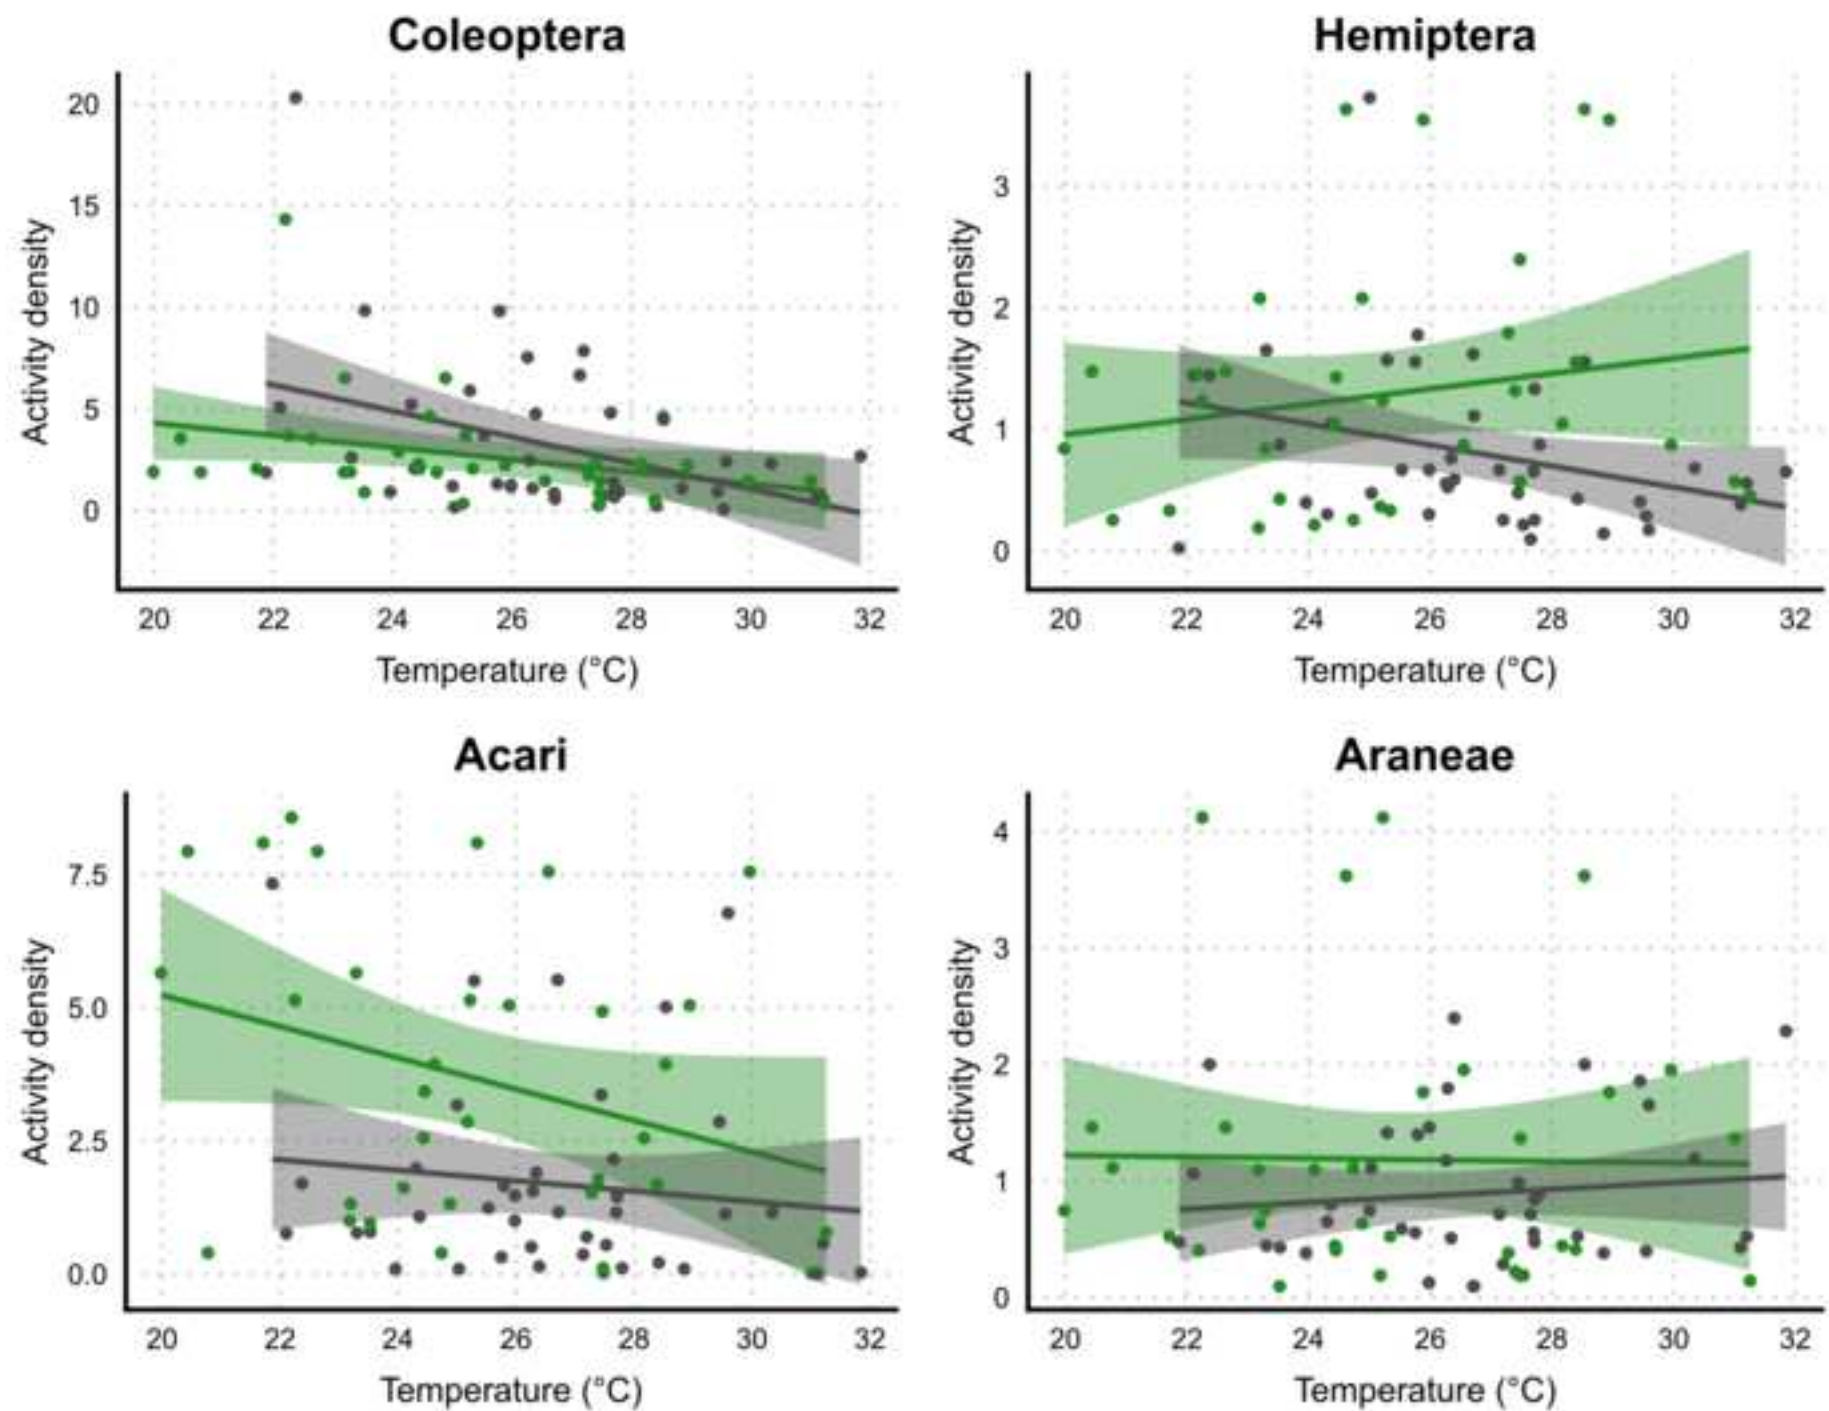 Coleoptera
Activity density
20
15
10
5
0
20 22 24 26 28 30 32
Temperature (°C)
Hemiptera
Activity density
3
2
1
0
20 22 24 26 28 30 32
Temperature (°C)
Acari
Activity density
7.5
5.0
2.5
0.0
20 22 24 26 28 30 32
Temperature (°C)
Araneae
Activity density
4
3
2
1
0
20 22 24 26 28 30 32
Temperature (°C)